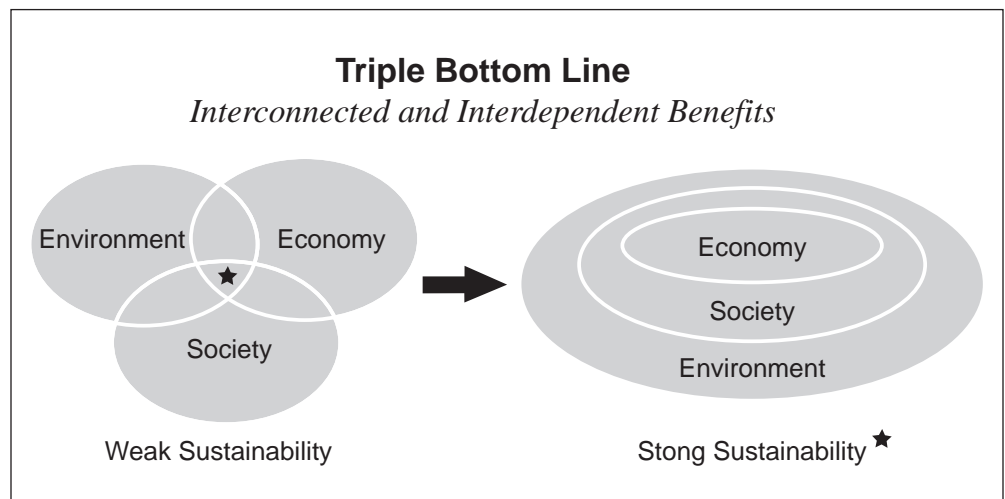 Triple Bottom Line
Interconnected and Interdependent Benefits
Environment
Economy
Society
Weak Sustainability
Economy
Society
Environment
Stong Sustainability